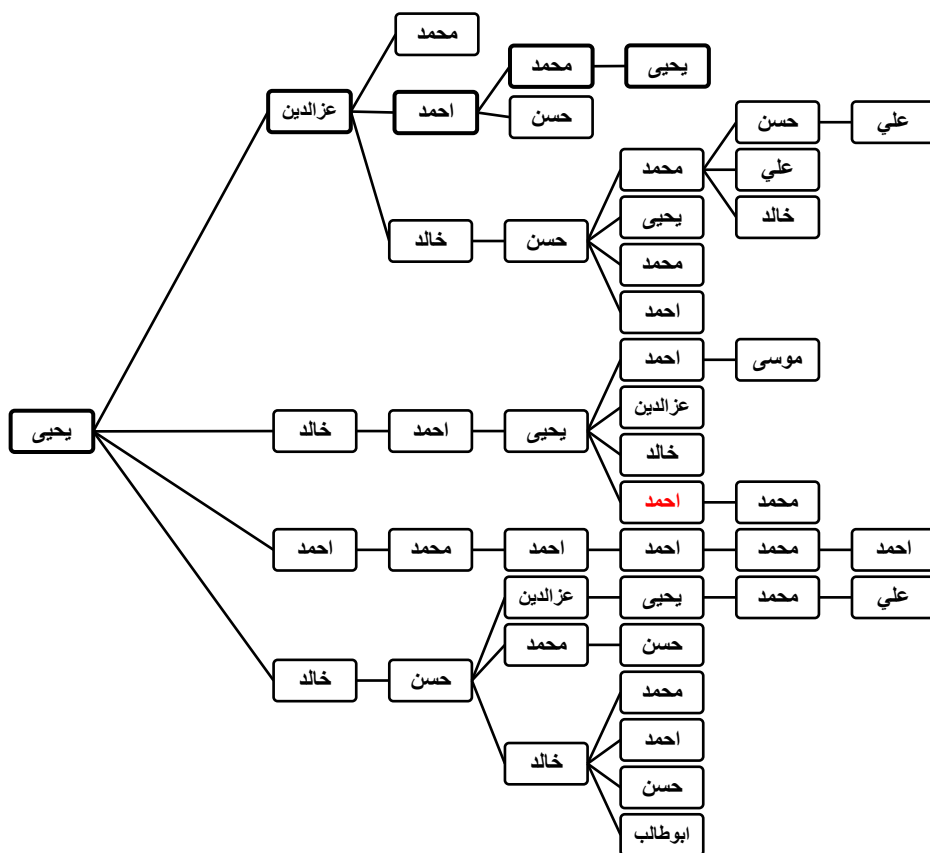 محمد
محمد
يحيى
عزالدين
احمد
حسن
حسن
علي
محمد
علي
خالد
يحيى
خالد
حسن
محمد
احمد
احمد
موسى
عزالدين
يحيى
خالد
احمد
يحيى
خالد
احمد
محمد
احمد
محمد
احمد
احمد
محمد
احمد
عزالدين
يحيى
محمد
علي
محمد
حسن
خالد
حسن
محمد
احمد
خالد
حسن
ابوطالب